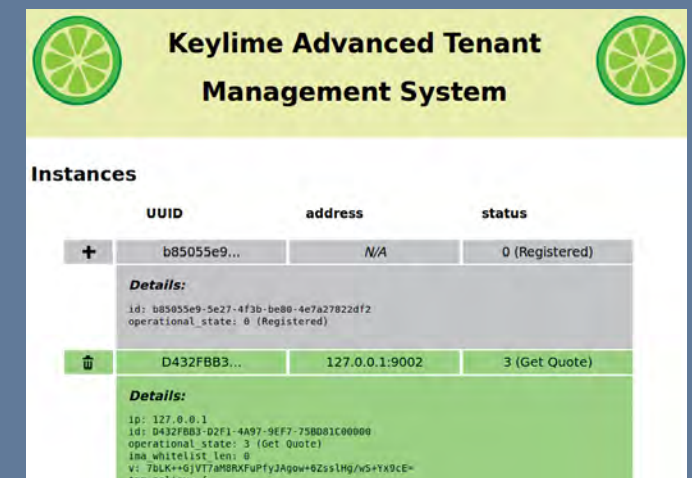 Keylime Advanced Tenant
Management System
Instances
UUID address status
+ b85055e9... N/A 0 (Registered)
Details:
id: b85055e9-5e27-4f3b-be80-4e7a27822df2
operational_state: 0 (Registered)
D432FBB3... 127.0.0.1:9002 3 (Get Quote)
Details:
ip: 127.0.0.1
id: D432FBB3-D2F1-4A97-9EF7-75BD81C00000
operational_state: 3 (Get Quote)
ima_whitelist_len: 0
v: 7bLK++GjVT7aM8RXFuPfyJAgow+6ZsslHg/wS+Yx9cE=